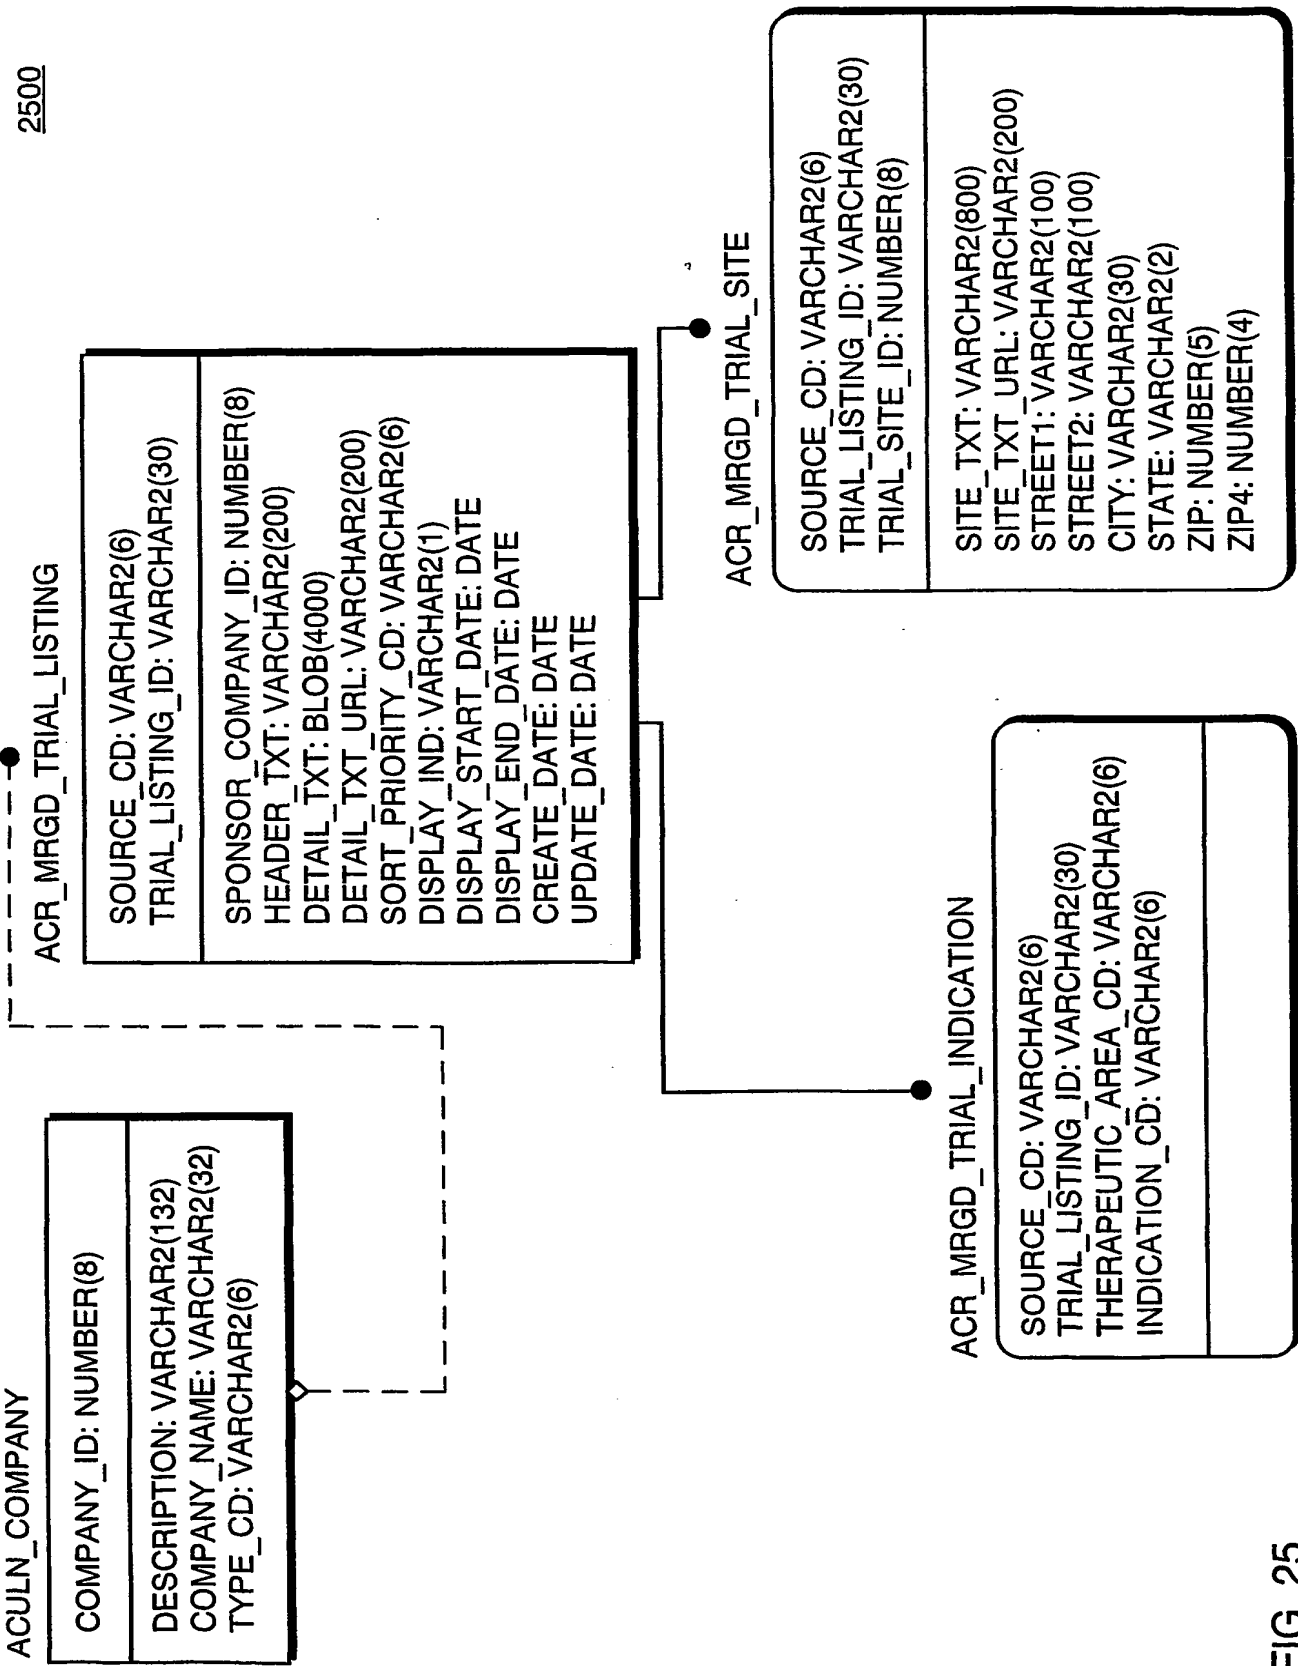 2500
ACULN_COMPANY
COMPANY_ID: NUMBER(8)
DESCRIPTION: VARCHAR2(132)
COMPANY_NAME: VARCHAR2(32)
TYPE_CD: VARCHAR2(6)
ACR_MRGD_TRIAL_LISTING
SOURCE_CD: VARCHAR2(6)
TRIAL_LISTING_ID: VARCHAR2(30)
SPONSOR_COMPANY_ID: NUMBER(8)
HEADER_TXT: VARCHAR2(200)
DETAIL_TXT: BLOB(4000)
DETAIL_TXT_URL: VARCHAR2(200)
SORT_PRIORITY_CD: VARCHAR2(6)
DISPLAY_IND: VARCHAR2(1)
DISPLAY_START_DATE: DATE
DISPLAY_END_DATE: DATE
CREATE_DATE: DATE
UPDATE_DATE: DATE
ACR_MRGD_TRIAL_INDICATION
SOURCE_CD: VARCHAR2(6)
TRIAL_LISTING_ID: VARCHAR2(30)
THERAPEUTIC_AREA_CD: VARCHAR2(6)
INDICATION_CD: VARCHAR2(6)
ACR_MRGD_TRIAL_SITE
SOURCE_CD: VARCHAR2(6)
TRIAL_LISTING_ID: VARCHAR2(30)
TRIAL_SITE_ID: NUMBER(8)
SITE_TXT: VARCHAR2(800)
SITE_TXT_URL: VARCHAR2(200)
STREET1: VARCHAR2(100)
STREET2: VARCHAR2(100)
CITY: VARCHAR2(30)
STATE: VARCHAR2(2)
ZIP: NUMBER(5)
ZIP4: NUMBER(4)
FIG. 25